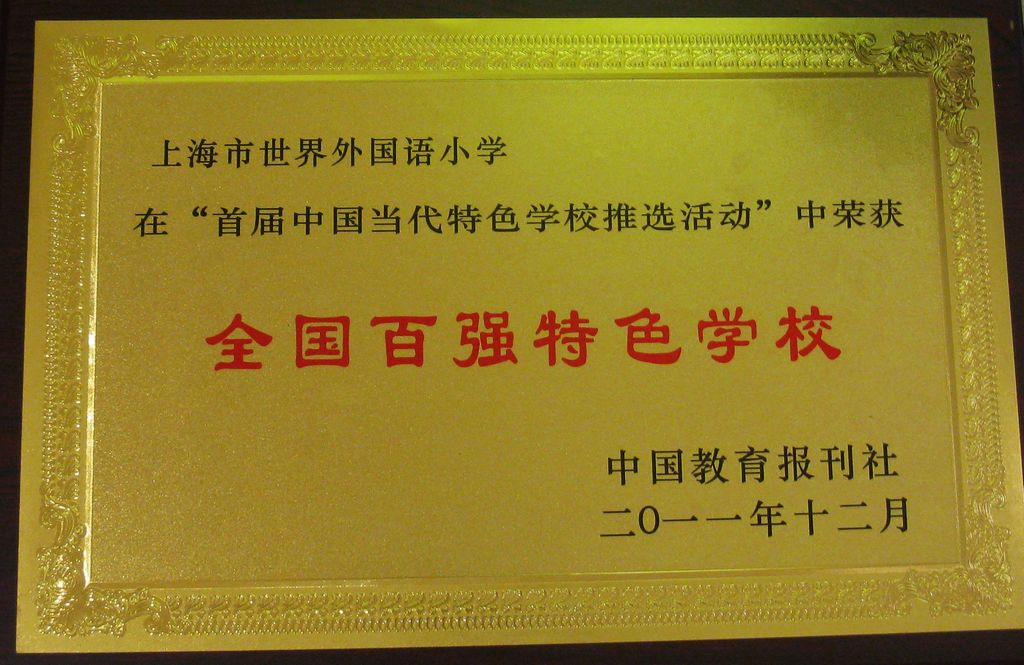 上海市世界外国语小学
在“首届中国当代特色学校推选活动”中荣获
全国百强特色学校
中国教育报刊社
二O一一年十二月